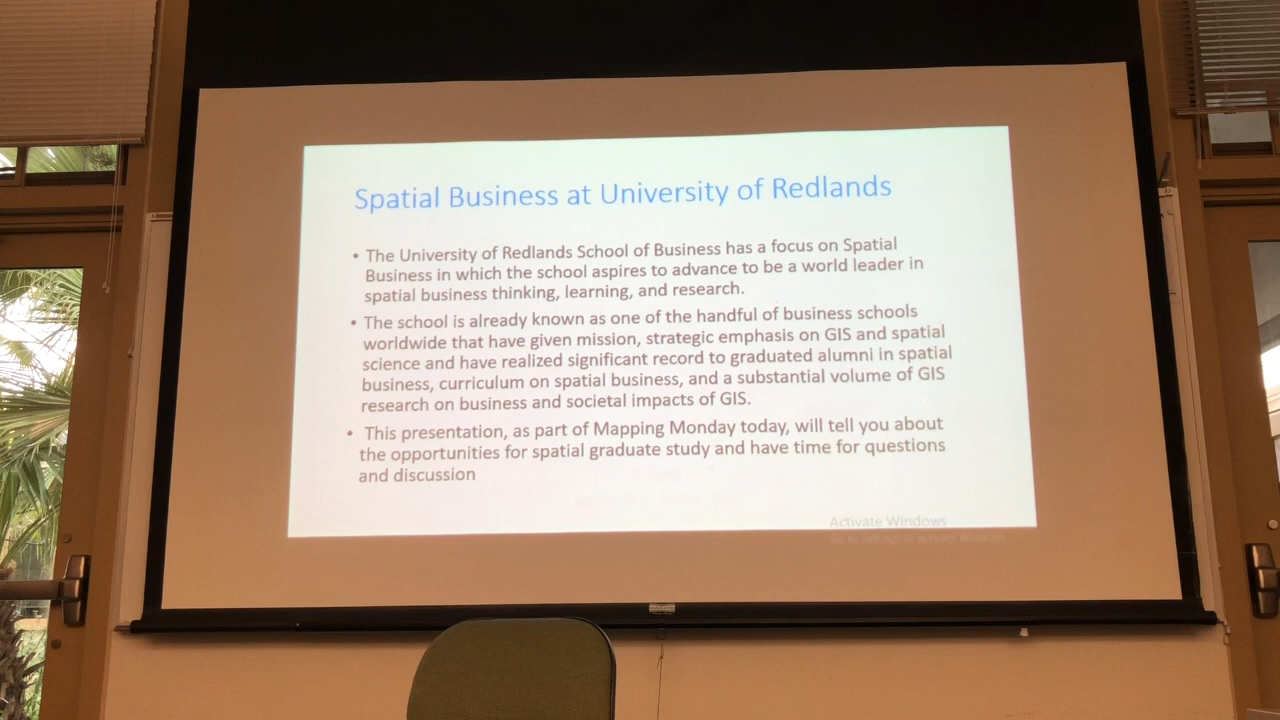 Spatial Business at University of Redlands
• The University of Redlands School of Business has a focus on Spatial
Business in which the school aspires to advance to be a world leader in
spatial business thinking, learning, and research.
• The school is already known as one of the handful of business schools
worldwide that have given mission, strategic emphasis on GIS and spatial
science and have realized significant record to graduated alumni in spatial
business, curriculum on spatial business, and a substantial volume of GIS
research on business and societal impacts of GIS.
• This presentation, as part of Mapping Monday today, will tell you about
the opportunities for spatial graduate study and have time for questions
and discussion
Activate Windows
Go to Settings to activate Windows.